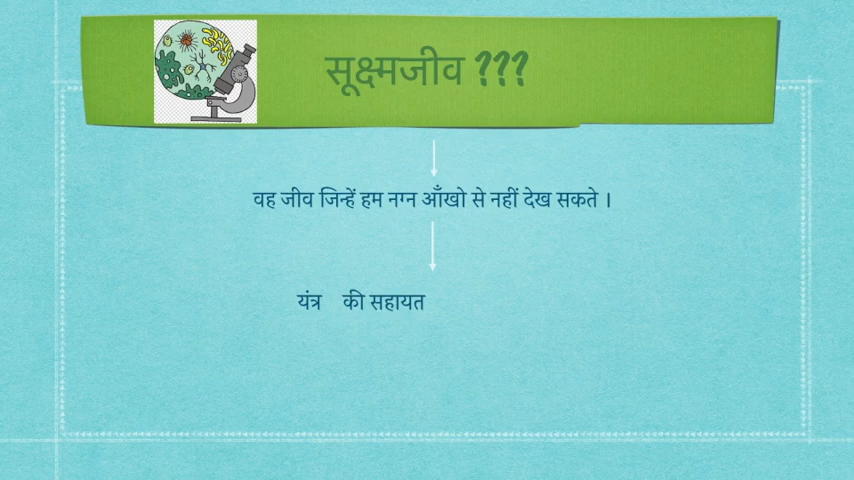 सूक्ष्मजीव ???
वह जीव जिन्हें हम नग्न आँखो से नहीं देख सकते ।
यंत्र की सहायत